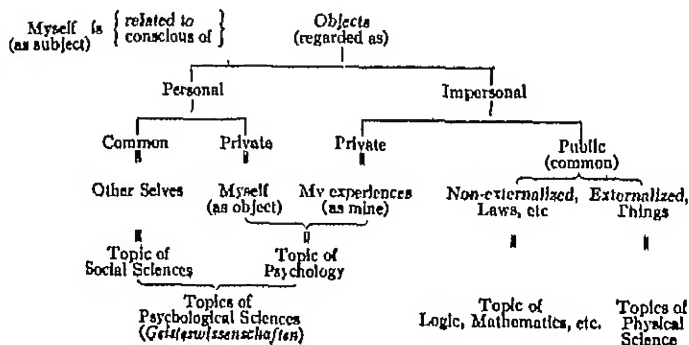 Myself is { related to } Objects
(as subject) { conscious of } (regarded as)
Personal Impersonal
Common Private Private Public
(common)
Other Selves Myself My experiences Non-externalized, Externalized,
(as object) (as mine) Laws, etc Things
Topic of Topic of
Social Sciences Psychology
Topics of Topic of Topics of
Psychological Sciences Logic, Mathematics, etc. Physical
(Geisteswissenschaften) Science